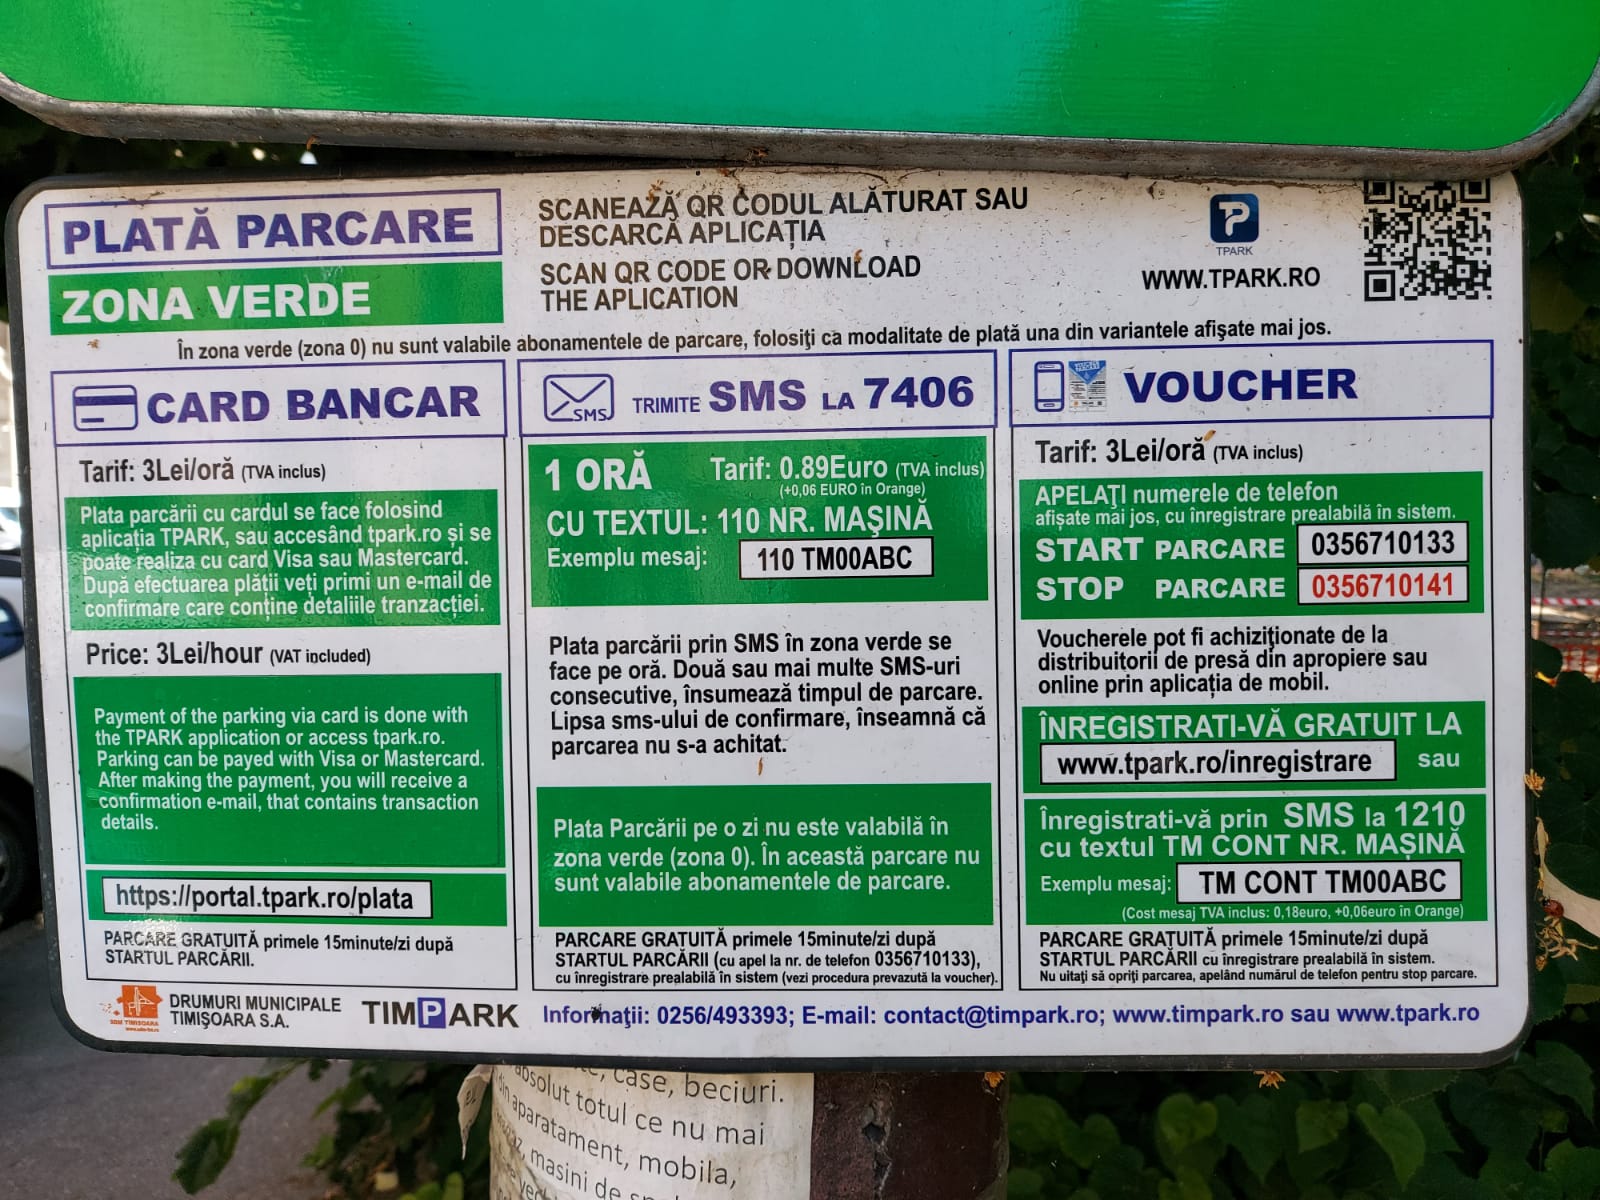 PLATĂ PARCARE
ZONA VERDE
SCANEAZĂ QR CODUL ALĂTURAT SAU
DESCARCĂ APLICAȚIA
SCAN QR CODE OR DOWNLOAD
THE APLICATION
TPARK
WWW.TPARK.RO
În zona verde (zona 0) nu sunt valabile abonamentele de parcare, folosiţi ca modalitate de plată una din variantele afişate mai jos.
CARD BANCAR
Tarif: 3Lei/oră (TVA inclus)
Plata parcării cu cardul se face folosind
aplicația TPARK, sau accesând tpark.ro și se
poate realiza cu card Visa sau Mastercard.
După efectuarea plății veți primi un e-mail de
confirmare care conține detaliile tranzacției.
Price: 3Lei/hour (VAT included)
Payment of the parking via card is done with
the TPARK application or access tpark.ro.
Parking can be payed with Visa or Mastercard.
After making the payment, you will receive a
confirmation e-mail, that contains transaction
details.
https://portal.tpark.ro/plata
PARCARE GRATUITĂ primele 15minute/zi după
STARTUL PARCĂRII.
SMS
TRIMITE SMS LA 7406
1 ORĂ Tarif: 0.89Euro (TVA inclus)
(+0,06 EURO în Orange)
CU TEXTUL: 110 NR. MAŞINĂ
Exemplu mesaj: 110 TM00ABC
Plata parcării prin SMS în zona verde se
face pe oră. Două sau mai multe SMS-uri
consecutive, însumează timpul de parcare.
Lipsa sms-ului de confirmare, înseamnă că
parcarea nu s-a achitat.
Plata Parcării pe o zi nu este valabilă în
zona verde (zona 0). În această parcare nu
sunt valabile abonamentele de parcare.
PARCARE GRATUITĂ primele 15minute/zi după
STARTUL PARCĂRII (cu apel la nr. de telefon 0356710133),
cu înregistrare prealabilă în sistem (vezi procedura prevazută la voucher).
VOUCHER
Tarif: 3Lei/oră (TVA inclus)
APELAŢI numerele de telefon
afișate mai jos, cu înregistrare prealabilă în sistem.
START PARCARE 0356710133
STOP PARCARE 0356710141
Voucherele pot fi achiziţionate de la
distribuitorii de presă din apropiere sau
online prin aplicația de mobil.
ÎNREGISTRATI-VĂ GRATUIT LA
www.tpark.ro/inregistrare sau
Înregistrati-vă prin SMS la 1210
cu textul TM CONT NR. MAȘINĂ
Exemplu mesaj: TM CONT TM00ABC
(Cost mesaj TVA inclus: 0,18euro, +0,06euro în Orange)
PARCARE GRATUITĂ primele 15minute/zi după
STARTUL PARCĂRII cu înregistrare prealabilă în sistem.
Nu uitaţi să opriţi parcarea, apelând numărul de telefon pentru stop parcare.
SDM TIMISOARA
DRUMURI MUNICIPALE
TIMIŞOARA S.A.
TIMPARK
Informaţii: 0256/493393; E-mail: contact@timpark.ro; www.timpark.ro sau www.tpark.ro
case, beciuri.
absolut totul ce nu mai
din aparatament, mobila,
masini de